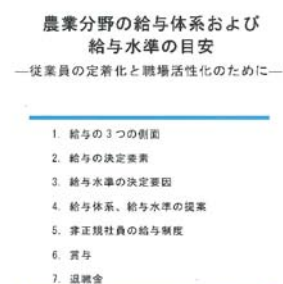 農業分野の給与体系および
給与水準の目安
―従業員の定着化と職場活性化のために―
1. 給与の3つの側面
2. 給与の決定要素
3. 給与水準の決定要因
4. 給与体系、給与水準の提案
5. 非正規社員の給与制度
6. 賞与
7. 退職金